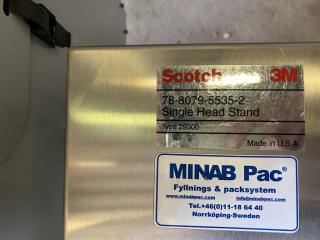 Scotch 3M
78-8079-5535-2
Single Head Stand
Type 29300
Made in U.S.A
MINAB Pac®
Fyllnings & packsystem
www.minabpac.com info@minabpac.com
Tel.+46(0)11-18 64 40
Norrköping-Sweden